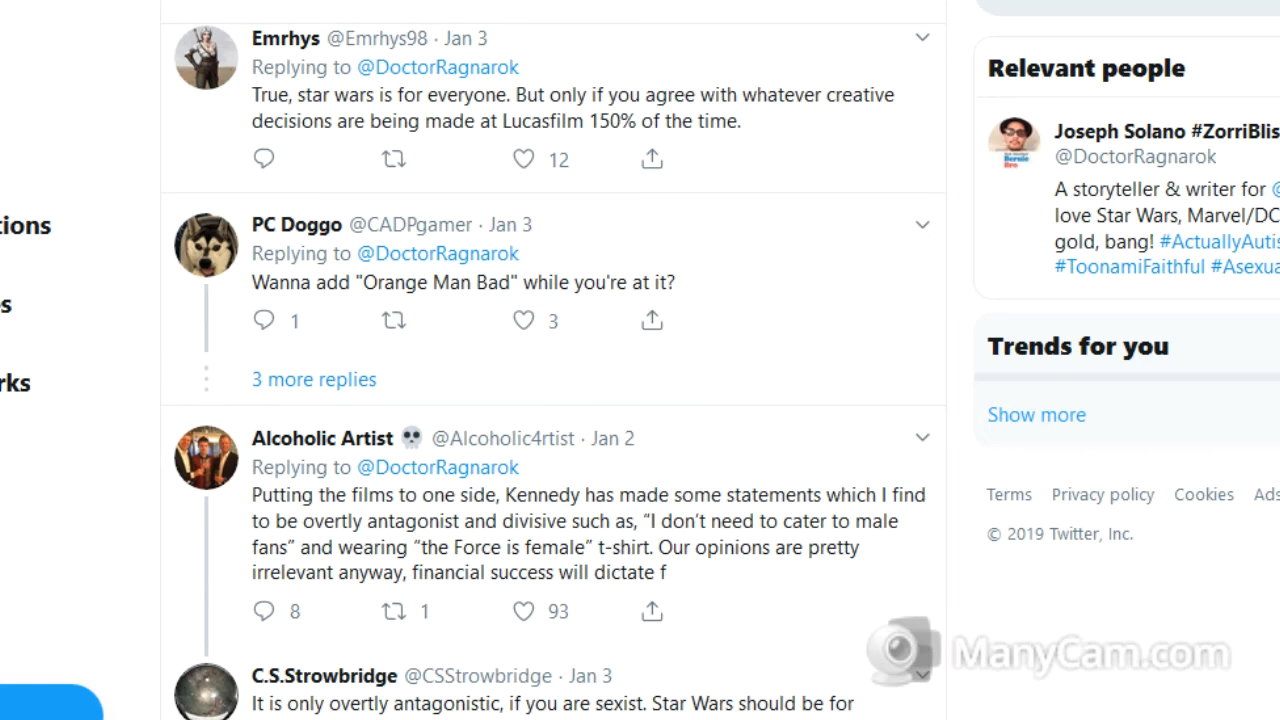 Emrhys @Emrhys98 · Jan 3
Replying to @DoctorRagnarok
True, star wars is for everyone. But only if you agree with whatever creative
decisions are being made at Lucasfilm 150% of the time.
12
PC Doggo @CADPgamer · Jan 3
Replying to @DoctorRagnarok
Wanna add "Orange Man Bad" while you're at it?
1 3
3 more replies
Alcoholic Artist 💀 @Alcoholic4rtist · Jan 2
Replying to @DoctorRagnarok
Putting the films to one side, Kennedy has made some statements which I find
to be overtly antagonist and divisive such as, “I don’t need to cater to male
fans” and wearing “the Force is female” t-shirt. Our opinions are pretty
irrelevant anyway, financial success will dictate f
8 1 93
C.S.Strowbridge @CSStrowbridge · Jan 3
It is only overtly antagonistic, if you are sexist. Star Wars should be for
tions
s
rks
Relevant people
Joseph Solano #ZorriBlis
@DoctorRagnarok
A storyteller & writer for @
love Star Wars, Marvel/DC
gold, bang! #ActuallyAutis
#ToonamiFaithful #Asexua
Trends for you
Show more
Terms Privacy policy Cookies Ads
© 2019 Twitter, Inc.
ManyCam.com